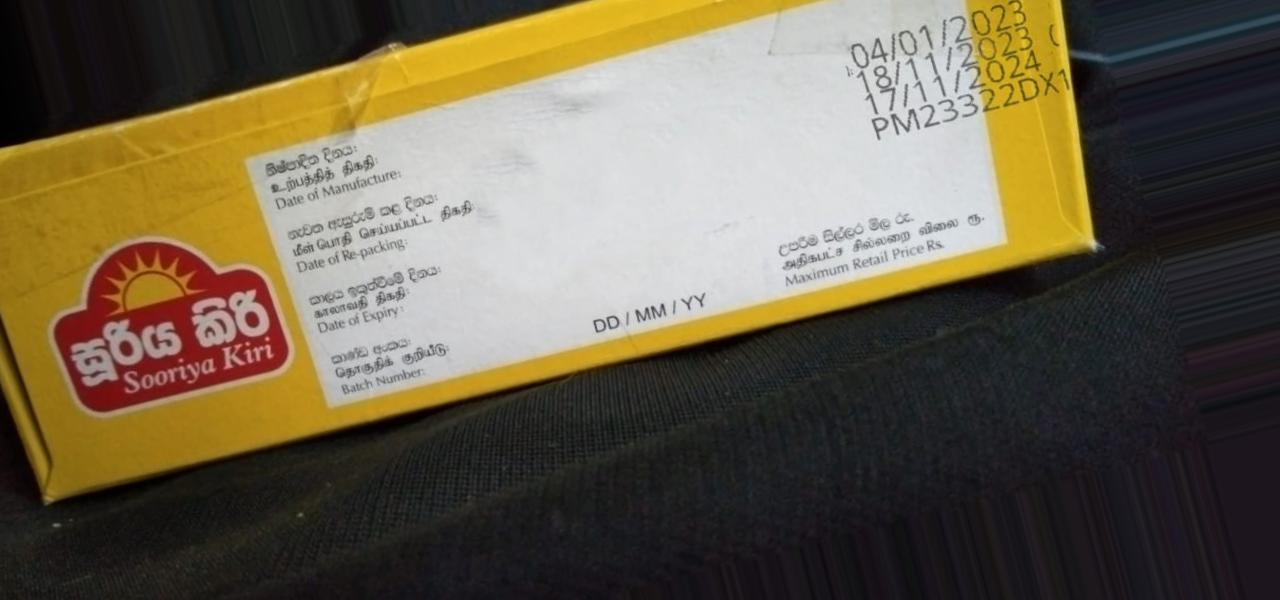 නිෂ්පාදිත දිනය:
உற்பத்தித் திகதி:
Date of Manufacture:
නැවත ඇසුරුම් කළ දිනය:
மீள் பொதி செய்யப்பட்ட திகதி:
Date of Re-packing:
කාලය ඉකුත්වීමේ දිනය:
காலாவதி திகதி:
Date of Expiry:
කාණ්ඩ අංකය:
தொகுதிக் குறியீடு:
Batch Number:
04/01/2023
18/11/2023
17/11/2024
PM23322DX1
DD / MM / YY
උපරිම සිල්ලර මිල රු.
அதிகபட்ச சில்லறை விலை ரூ.
Maximum Retail Price Rs.
සූරිය කිරි
Sooriya Kiri